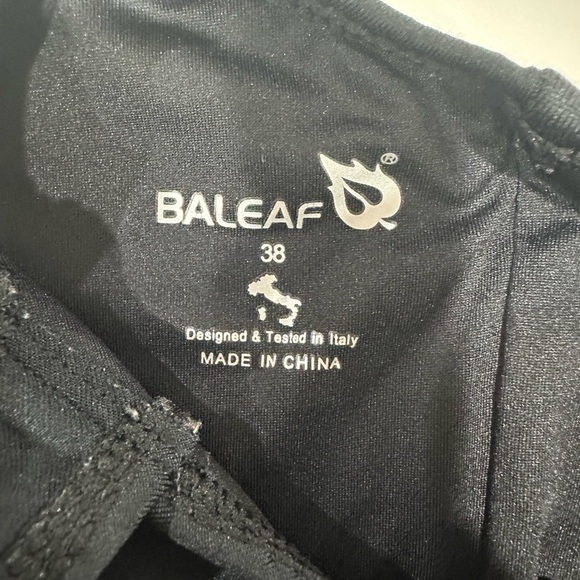 BALEAF ®
38
Designed & Tested in Italy
MADE IN CHINA